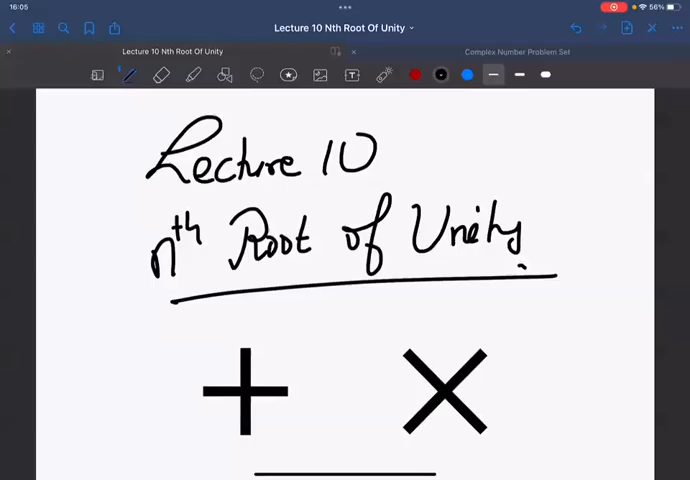 16:05
56%
Lecture 10 Nth Root Of Unity
Lecture 10 Nth Root Of Unity
Complex Number Problem Set
Lecture 10
nth Root of Unity
+ ×